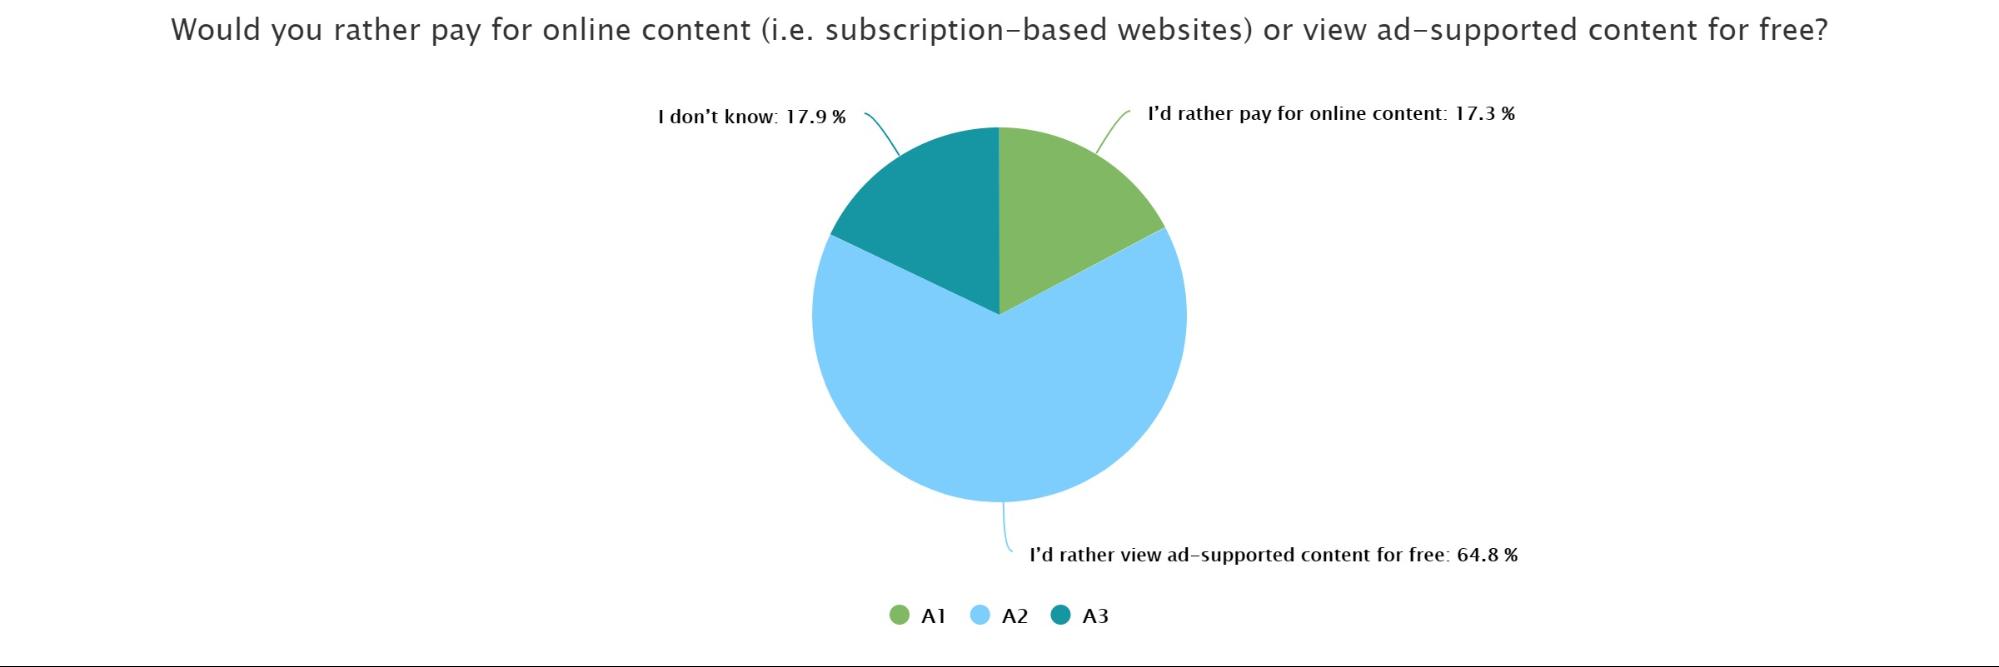 Would you rather pay for online content (i.e. subscription-based websites) or view ad-supported content for free?
I don't know: 17.9 %
I'd rather pay for online content: 17.3 %
I'd rather view ad-supported content for free: 64.8 %
A1 A2 A3